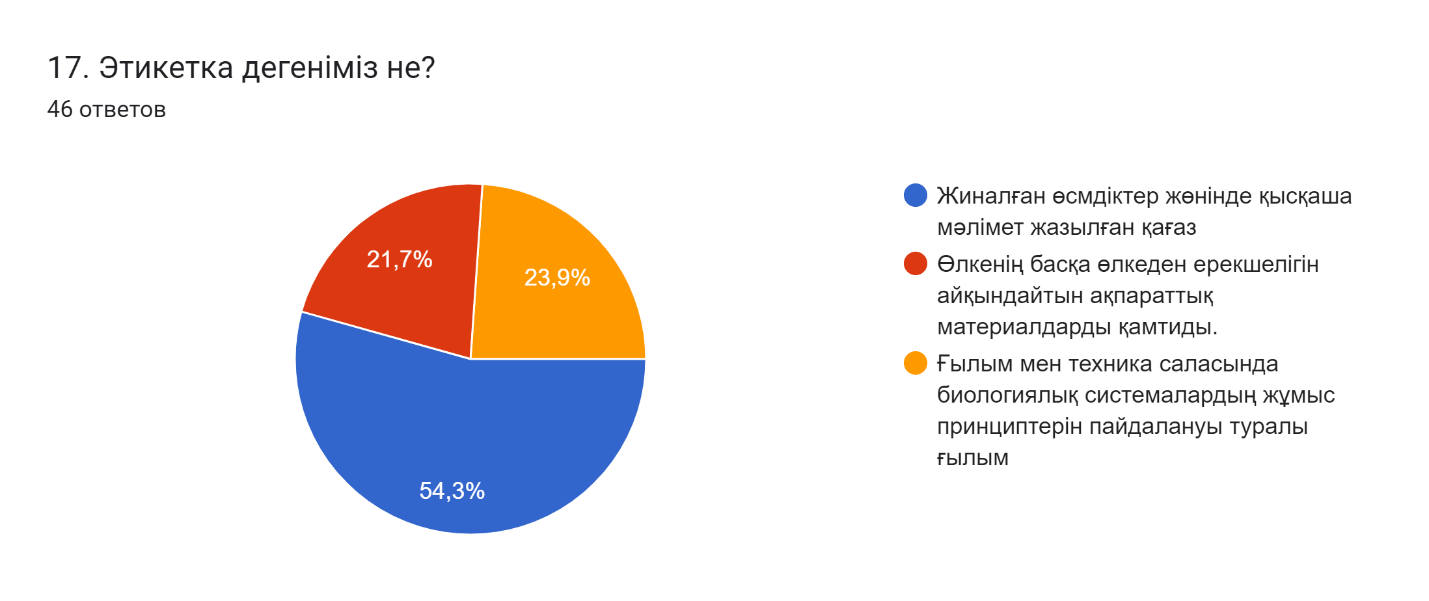 17. Этикетка дегеніміз не?
46 ответов
21,7%
23,9%
54,3%
Жиналған өсмдіктер жөнінде қысқаша
мәлімет жазылған қағаз
Өлкенің басқа өлкеден ерекшелігін
айқындайтын ақпараттық
материалдарды қамтиды.
Ғылым мен техника саласында
биологиялық системалардың жұмыс
принциптерін пайдалануы туралы
ғылым